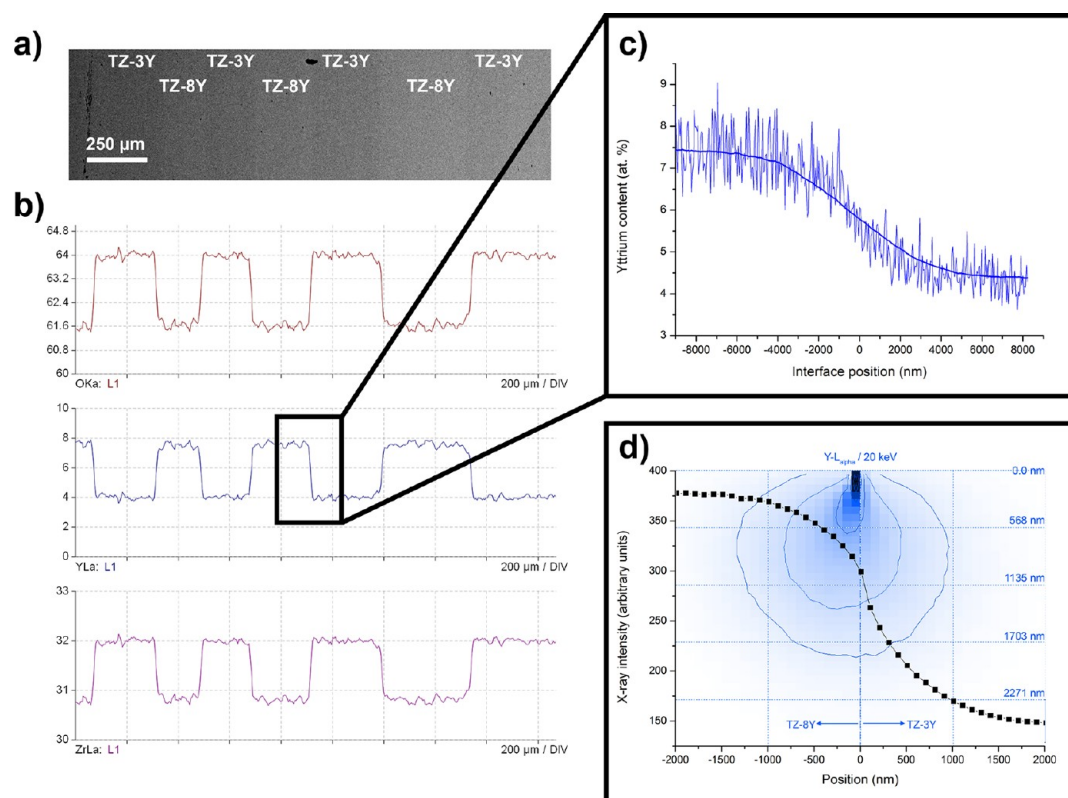 a)
TZ-3Y TZ-3Y TZ-3Y TZ-3Y
TZ-8Y TZ-8Y TZ-8Y
250 µm
b)
64.8
64
63.2
62.4
61.6
60.8
60
OKa: L1 200 µm / DIV
10
8
6
4
2
0
YLa: L1 200 µm / DIV
33
32
31
30
ZrLa: L1 200 µm / DIV
c)
Yttrium content (at. %)
9
8
7
6
5
4
3
-8000 -6000 -4000 -2000 0 2000 4000 6000 8000
Interface position (nm)
d)
Y-Lalpha / 20 keV
X-ray intensity (arbitrary units)
400
350
300
250
200
150
0.0 nm
568 nm
1135 nm
1703 nm
2271 nm
TZ-8Y TZ-3Y
-2000 -1500 -1000 -500 0 500 1000 1500 2000
Position (nm)